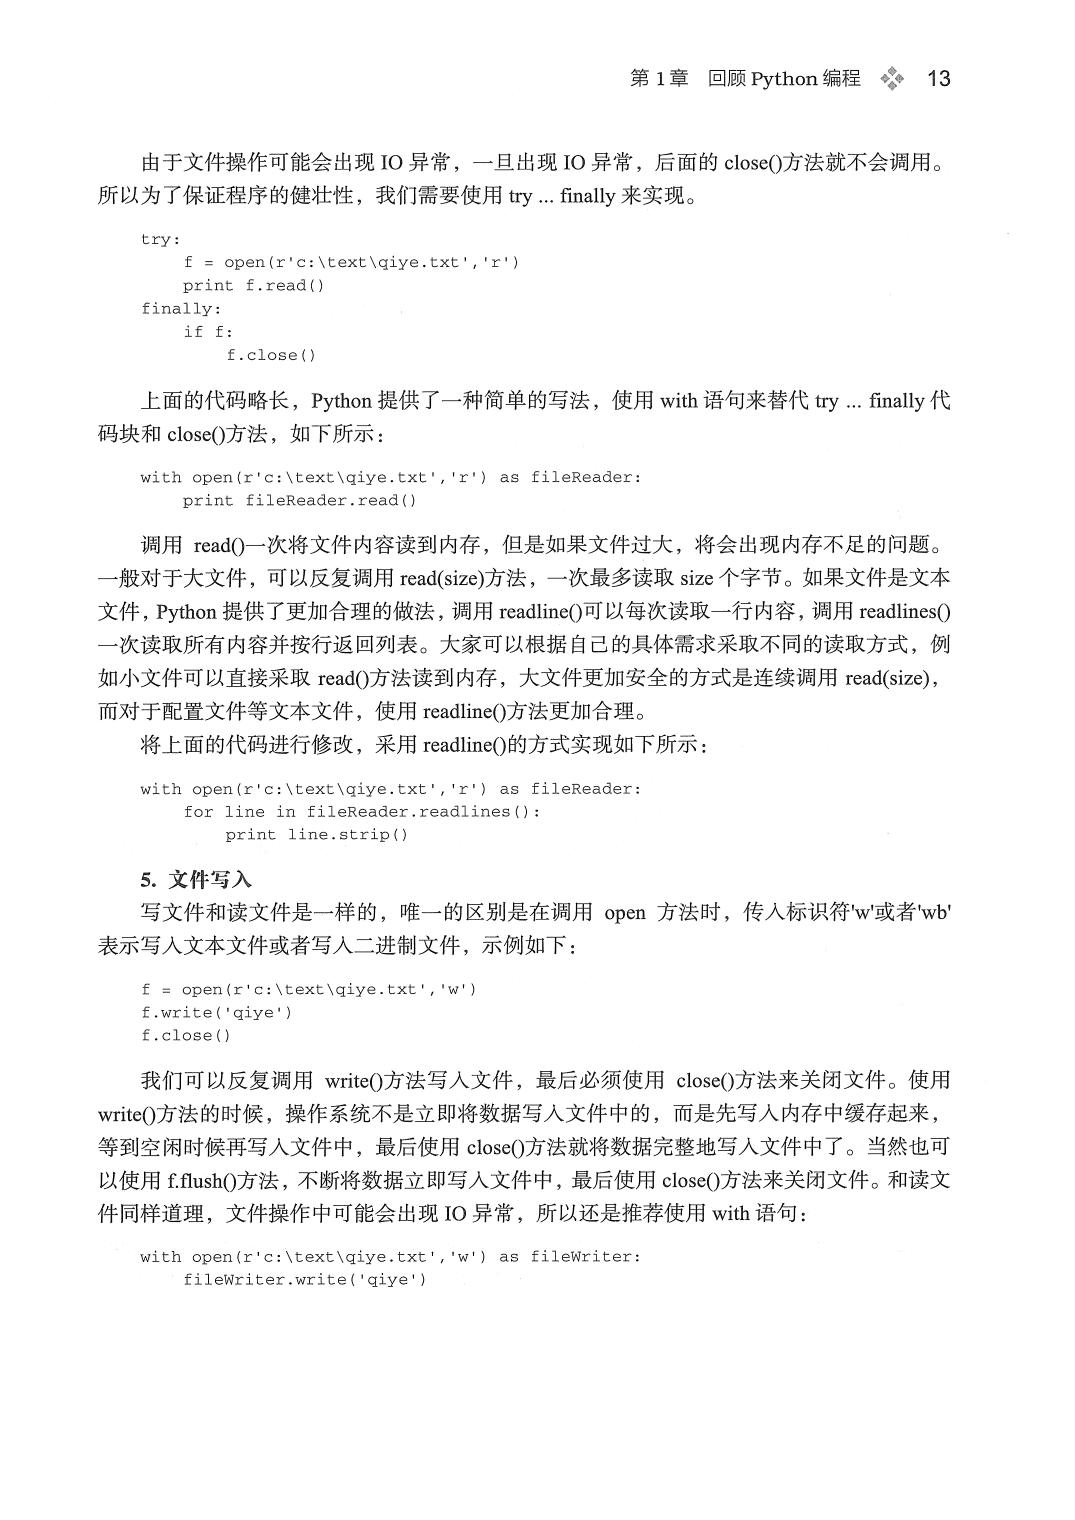 第 1 章 回顾 Python 编程 13
由于文件操作可能会出现 IO 异常，一旦出现 IO 异常，后面的 close()方法就不会调用。
所以为了保证程序的健壮性，我们需要使用 try ... finally 来实现。
try:
    f = open(r'c:\text\qiye.txt','r')
    print f.read()
finally:
    if f:
        f.close()
上面的代码略长，Python 提供了一种简单的写法，使用 with 语句来替代 try ... finally 代
码块和 close()方法，如下所示：
with open(r'c:\text\qiye.txt','r') as fileReader:
    print fileReader.read()
调用 read()一次将文件内容读到内存，但是如果文件过大，将会出现内存不足的问题。
一般对于大文件，可以反复调用 read(size)方法，一次最多读取 size 个字节。如果文件是文本
文件，Python 提供了更加合理的做法，调用 readline()可以每次读取一行内容，调用 readlines()
一次读取所有内容并按行返回列表。大家可以根据自己的具体需求采取不同的读取方式，例
如小文件可以直接采取 read()方法读到内存，大文件更加安全的方式是连续调用 read(size)，
而对于配置文件等文本文件，使用 readline()方法更加合理。
将上面的代码进行修改，采用 readline()的方式实现如下所示：
with open(r'c:\text\qiye.txt','r') as fileReader:
    for line in fileReader.readlines():
        print line.strip()
5. 文件写入
写文件和读文件是一样的，唯一的区别是在调用 open 方法时，传入标识符'w'或者'wb'
表示写入文本文件或者写入二进制文件，示例如下：
f = open(r'c:\text\qiye.txt','w')
f.write('qiye')
f.close()
我们可以反复调用 write()方法写入文件，最后必须使用 close()方法来关闭文件。使用
write()方法的时候，操作系统不是立即将数据写入文件中的，而是先写入内存中缓存起来，
等到空闲时候再写入文件中，最后使用 close()方法就将数据完整地写入文件中了。当然也可
以使用 f.flush()方法，不断将数据立即写入文件中，最后使用 close()方法来关闭文件。和读文
件同样道理，文件操作中可能会出现 IO 异常，所以还是推荐使用 with 语句：
with open(r'c:\text\qiye.txt','w') as fileWriter:
    fileWriter.write('qiye')